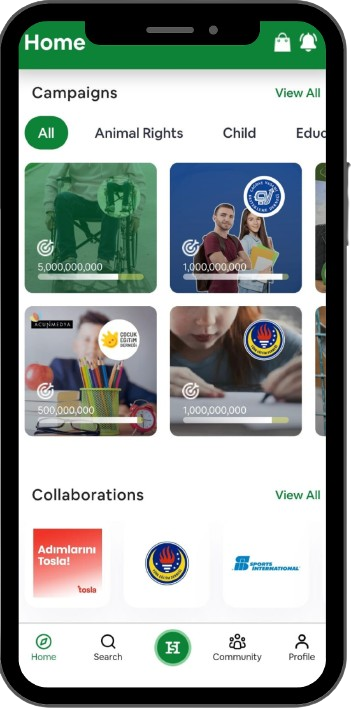 Home
Campaigns
View All
All
Animal Rights
Child
Educ
5,000,000,000
1,000,000,000
ACUNMEDYA
ÇOCUK
EĞİTİM
DERNEĞİ
500,000,000
1,000,000,000
Collaborations
View All
Adımlarını
Tosla!
tosla
SPORTS
INTERNATIONAL
Home
Search
H
Community
Profile